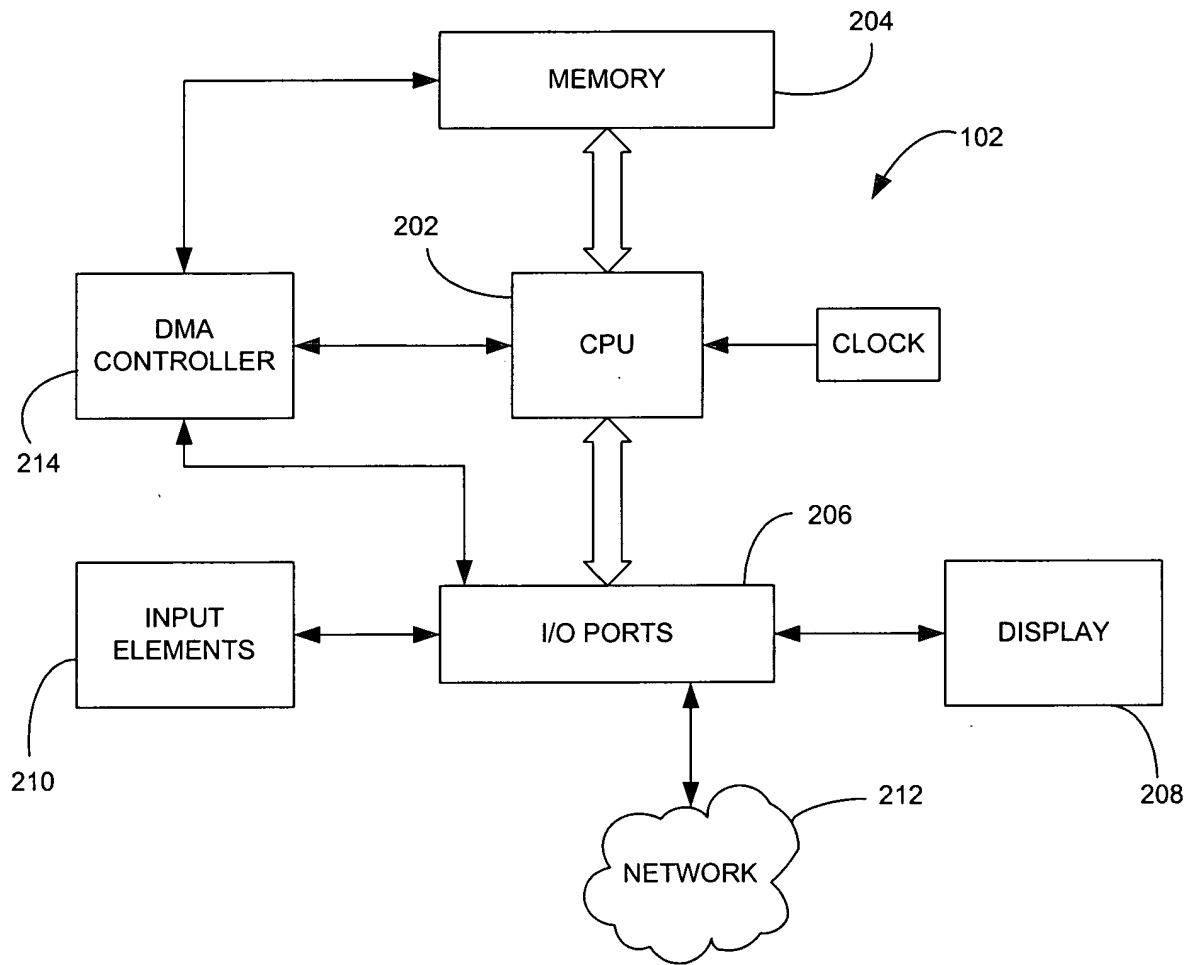 204
MEMORY
102
202
DMA
CONTROLLER
CPU
CLOCK
214
206
INPUT
ELEMENTS
I/O PORTS
DISPLAY
210
212
208
NETWORK